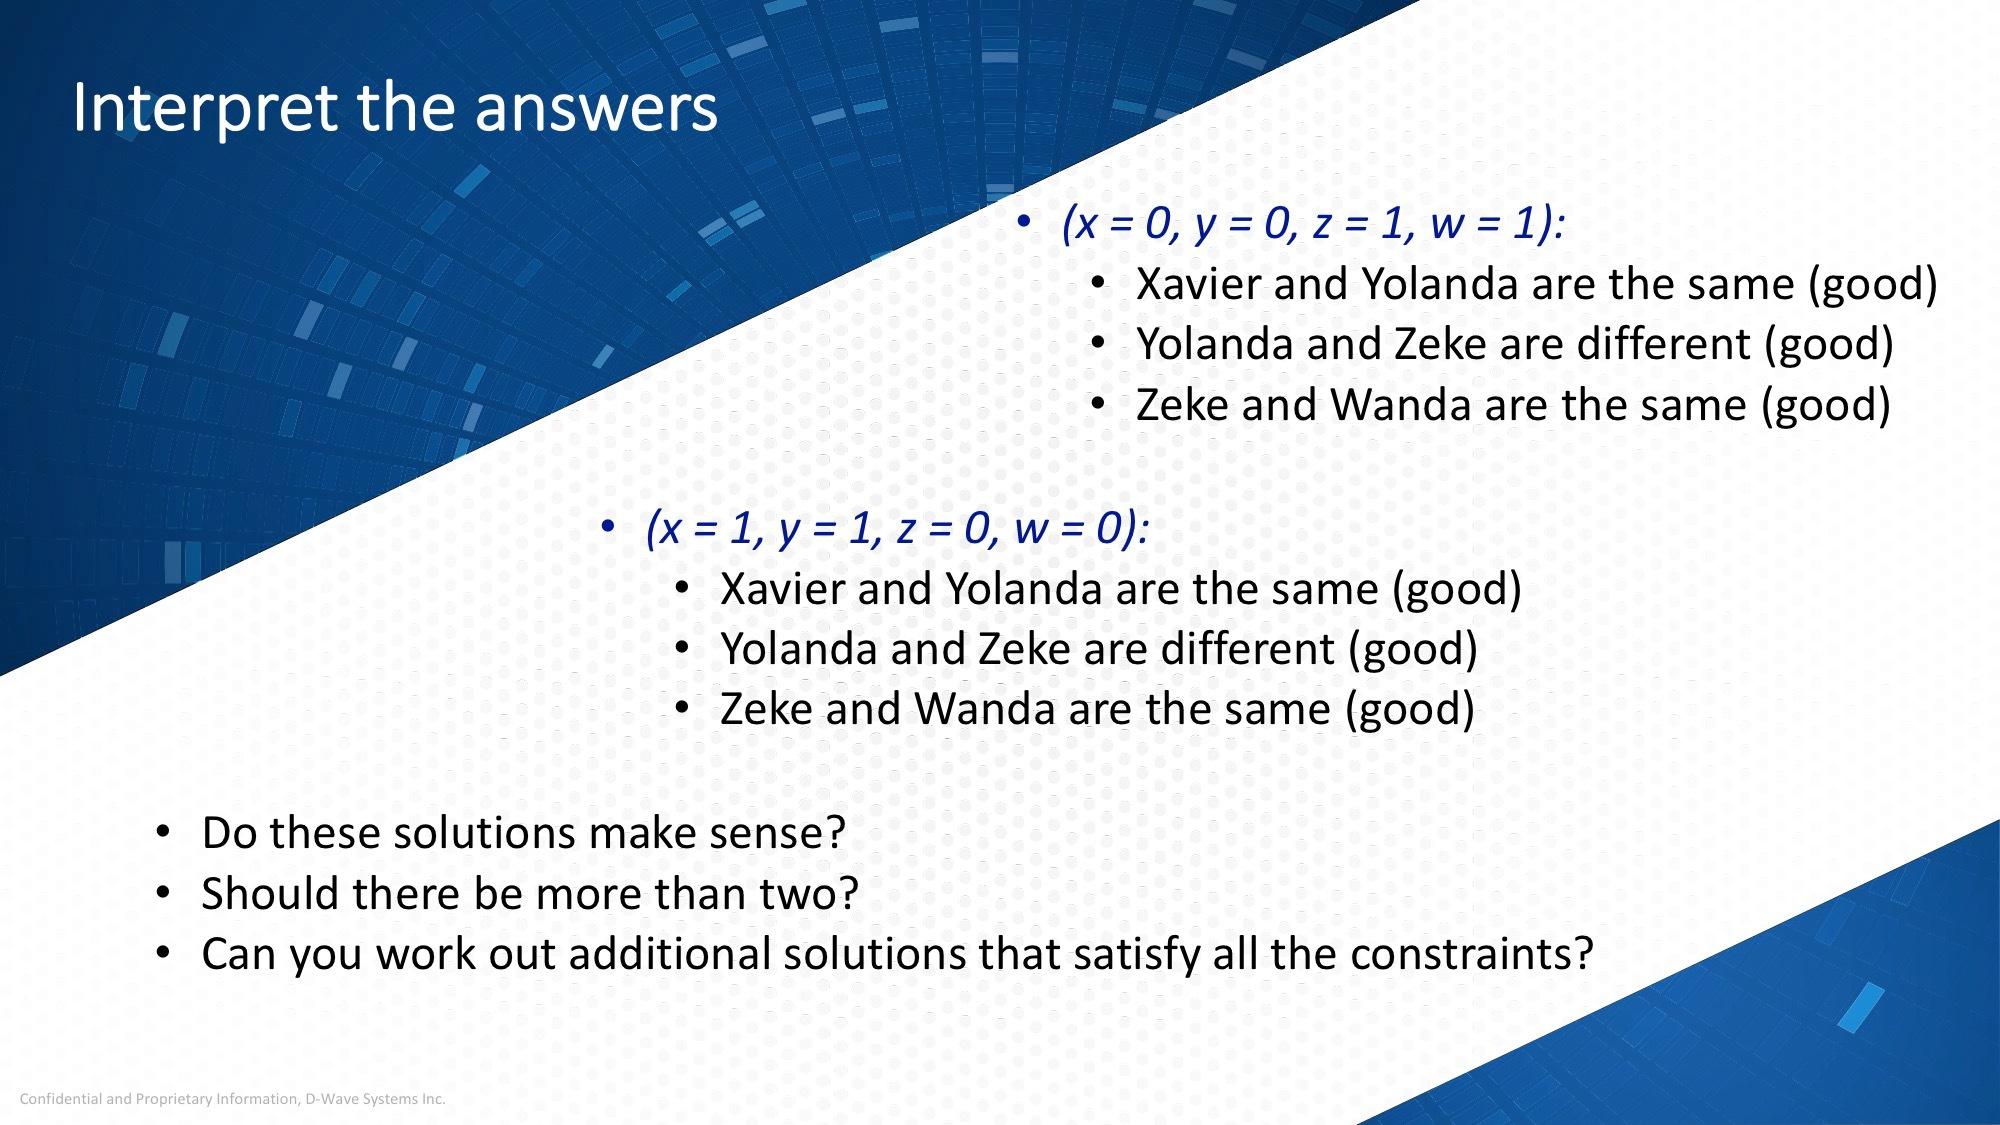 Interpret the answers
• (x = 0, y = 0, z = 1, w = 1):
• Xavier and Yolanda are the same (good)
• Yolanda and Zeke are different (good)
• Zeke and Wanda are the same (good)
• (x = 1, y = 1, z = 0, w = 0):
• Xavier and Yolanda are the same (good)
• Yolanda and Zeke are different (good)
• Zeke and Wanda are the same (good)
• Do these solutions make sense?
• Should there be more than two?
• Can you work out additional solutions that satisfy all the constraints?
Confidential and Proprietary Information, D-Wave Systems Inc.